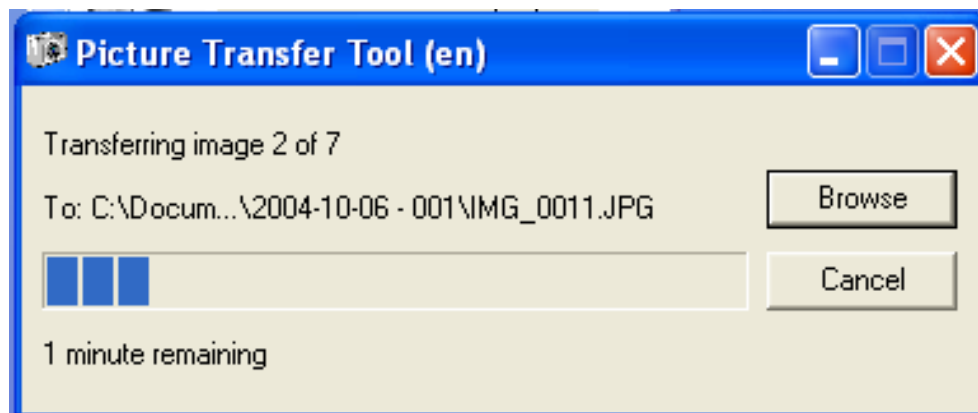 Picture Transfer Tool (en)
Transferring image 2 of 7
To: C:\Docum...\2004-10-06 - 001\IMG_0011.JPG
Browse
Cancel
1 minute remaining